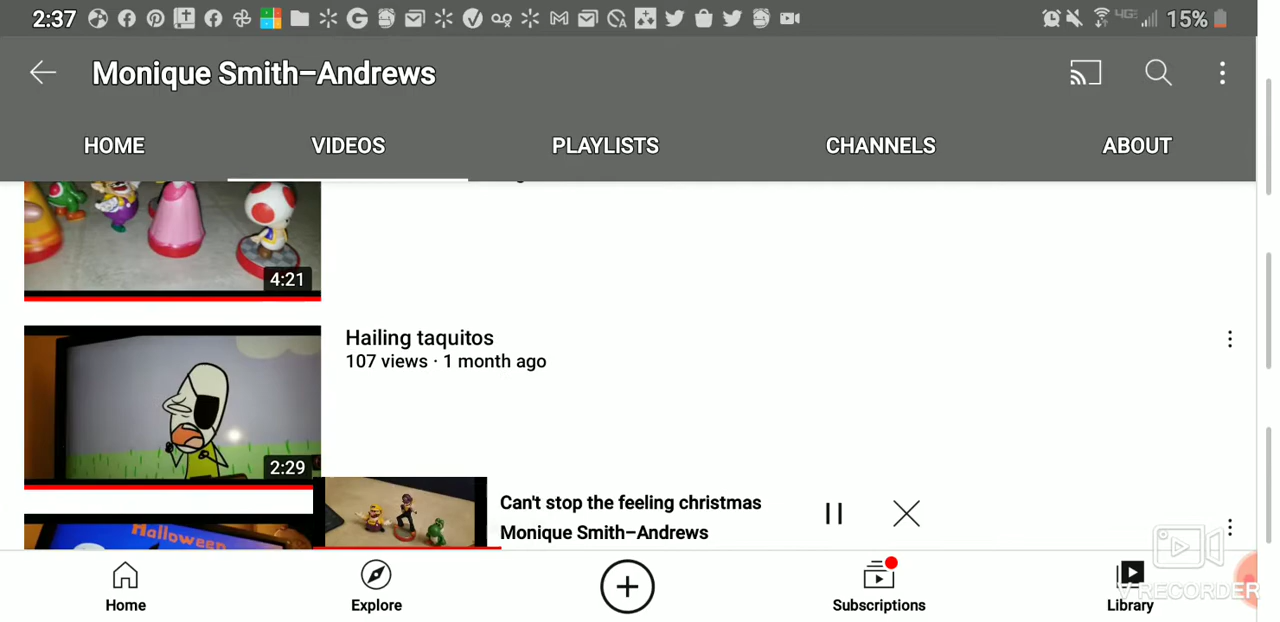 2:37
4G
15%
Monique Smith–Andrews
HOME
VIDEOS
PLAYLISTS
CHANNELS
ABOUT
4:21
Hailing taquitos
107 views · 1 month ago
2:29
Halloween
Can't stop the feeling christmas
Monique Smith–Andrews
Home
Explore
Subscriptions
Library
V RECORDER